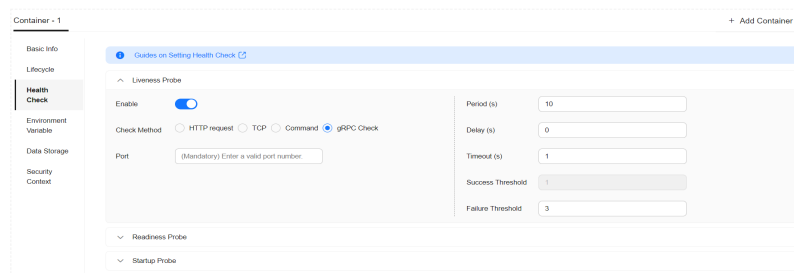 Container - 1
+ Add Container
Basic Info
Lifecycle
Health
Check
Environment
Variable
Data Storage
Security
Context
Guides on Setting Health Check
Liveness Probe
Enable
Check Method
HTTP request
TCP
Command
gRPC Check
Port
(Mandatory) Enter a valid port number.
Period (s)
10
Delay (s)
0
Timeout (s)
1
Success Threshold
1
Failure Threshold
3
Readiness Probe
Startup Probe